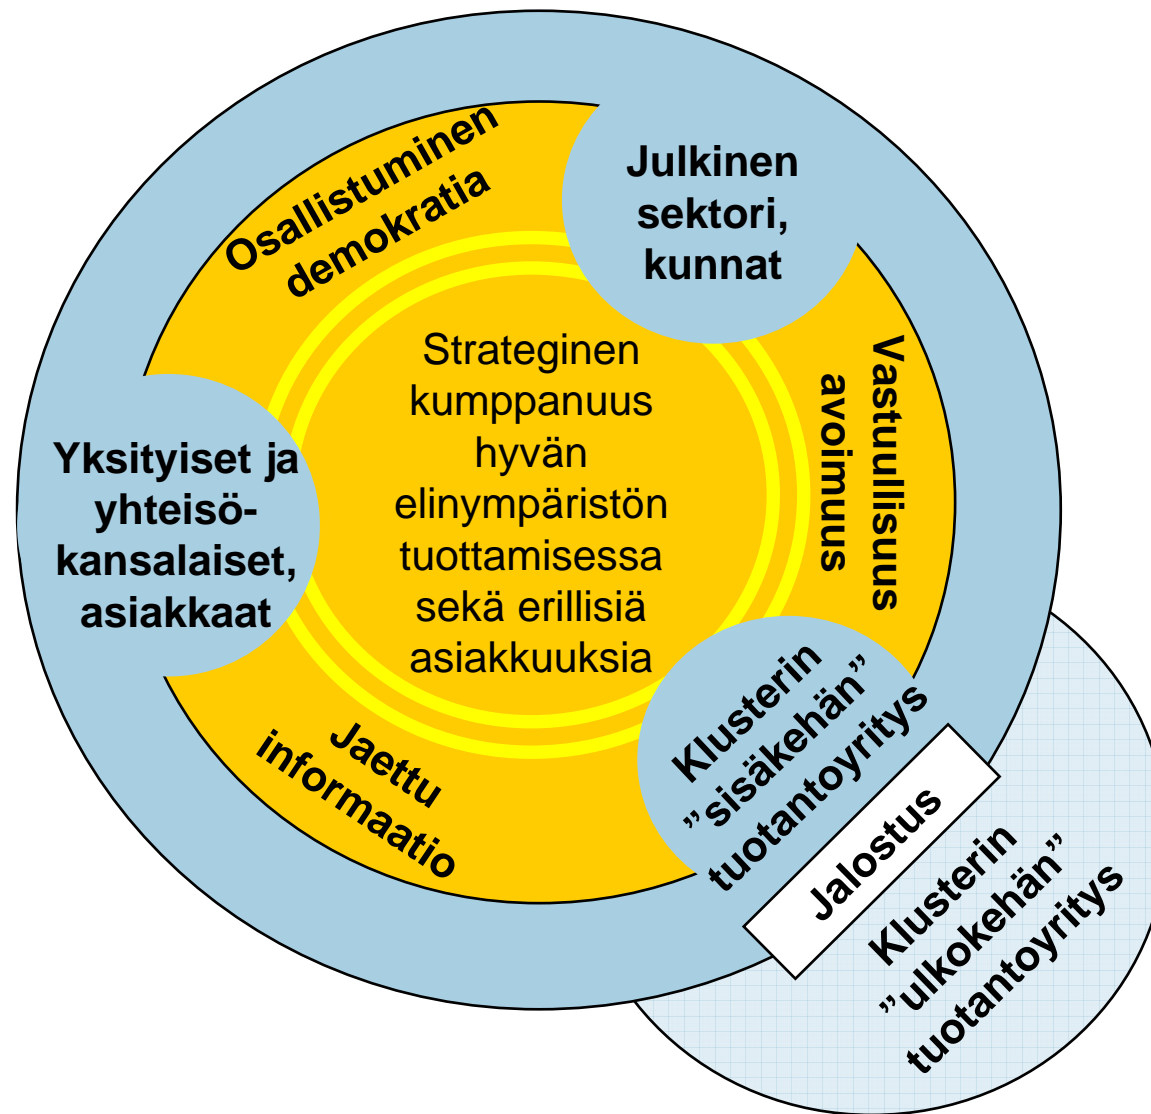 Osallistuminen
demokratia
Julkinen
sektori,
kunnat
Strateginen
kumppanuus
hyvän
elinympäristön
tuottamisessa
sekä erillisiä
asiakkuuksia
Vastuullisuus
avoimuus
Yksityiset ja
yhteisö-
kansalaiset,
asiakkaat
Jaettu
informaatio
Klusterin
”sisäkehän”
tuotantoyritys
Jalostus
Klusterin
”ulkokehän”
tuotantoyritys